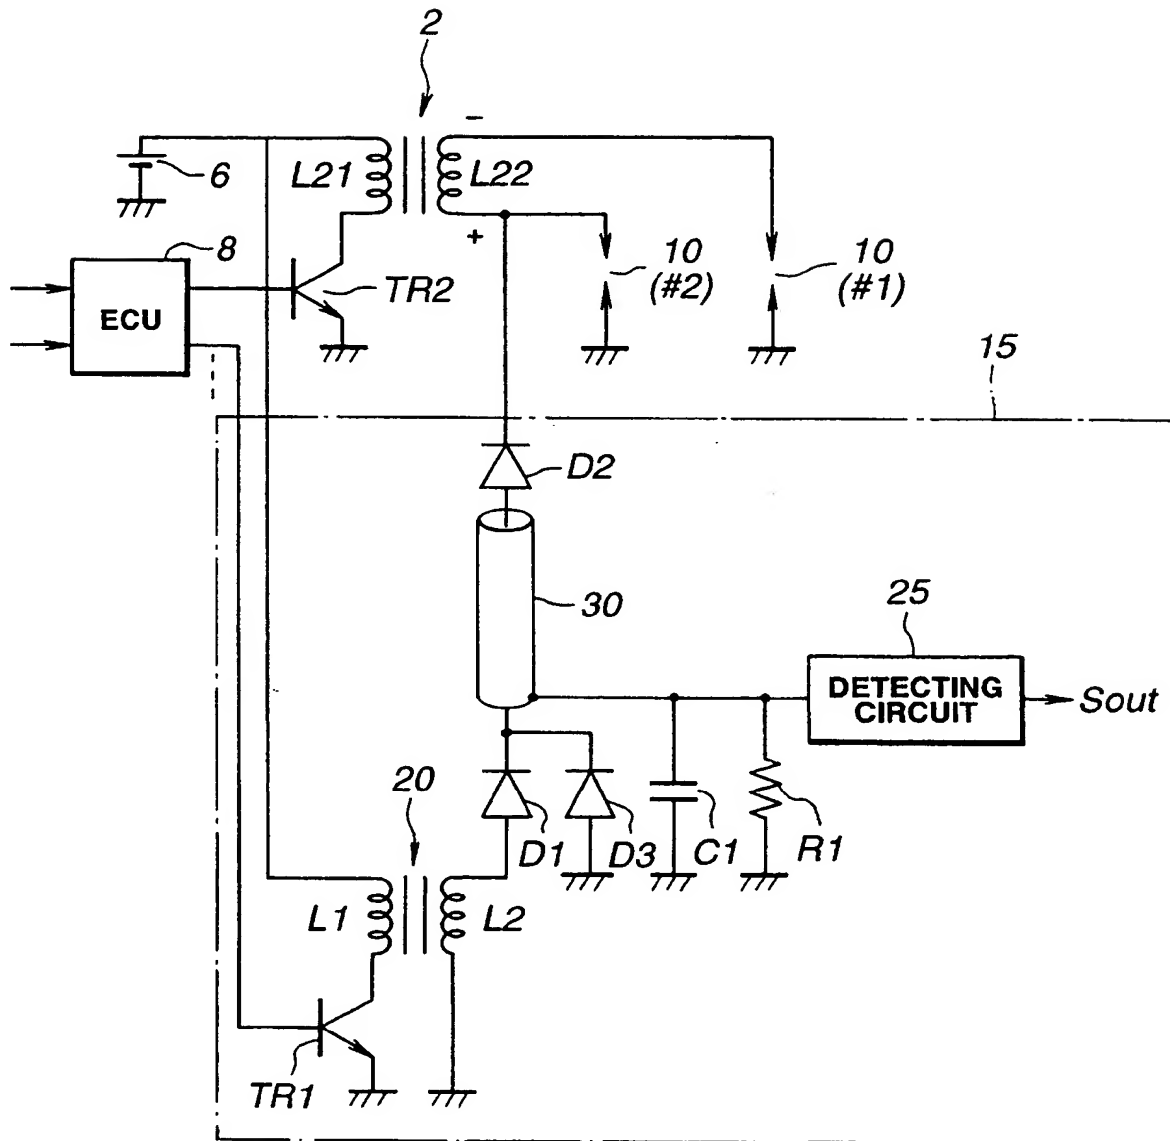 2
−
6
L21
L22
+
8
ECU
TR2
10
(#2)
10
(#1)
15
D2
30
25
DETECTING
CIRCUIT
Sout
20
D1
D3
C1
R1
L1
L2
TR1